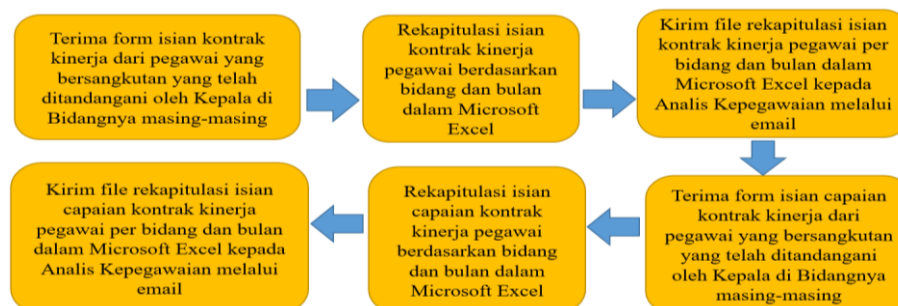 Terima form isian kontrak
kinerja dari pegawai yang
bersangkutan yang telah
ditandangani oleh Kepala di
Bidangnya masing-masing
Rekapitulasi isian
kontrak kinerja
pegawai berdasarkan
bidang dan bulan
dalam Microsoft
Excel
Kirim file rekapitulasi isian
kontrak kinerja pegawai per
bidang dan bulan dalam
Microsoft Excel kepada
Analis Kepegawaian melalui
email
Terima form isian capaian
kontrak kinerja dari
pegawai yang bersangkutan
yang telah ditandangani
oleh Kepala di Bidangnya
masing-masing
Rekapitulasi isian
capaian kontrak
kinerja pegawai
berdasarkan bidang
dan bulan dalam
Microsoft Excel
Kirim file rekapitulasi isian
capaian kontrak kinerja
pegawai per bidang dan bulan
dalam Microsoft Excel kepada
Analis Kepegawaian melalui
email